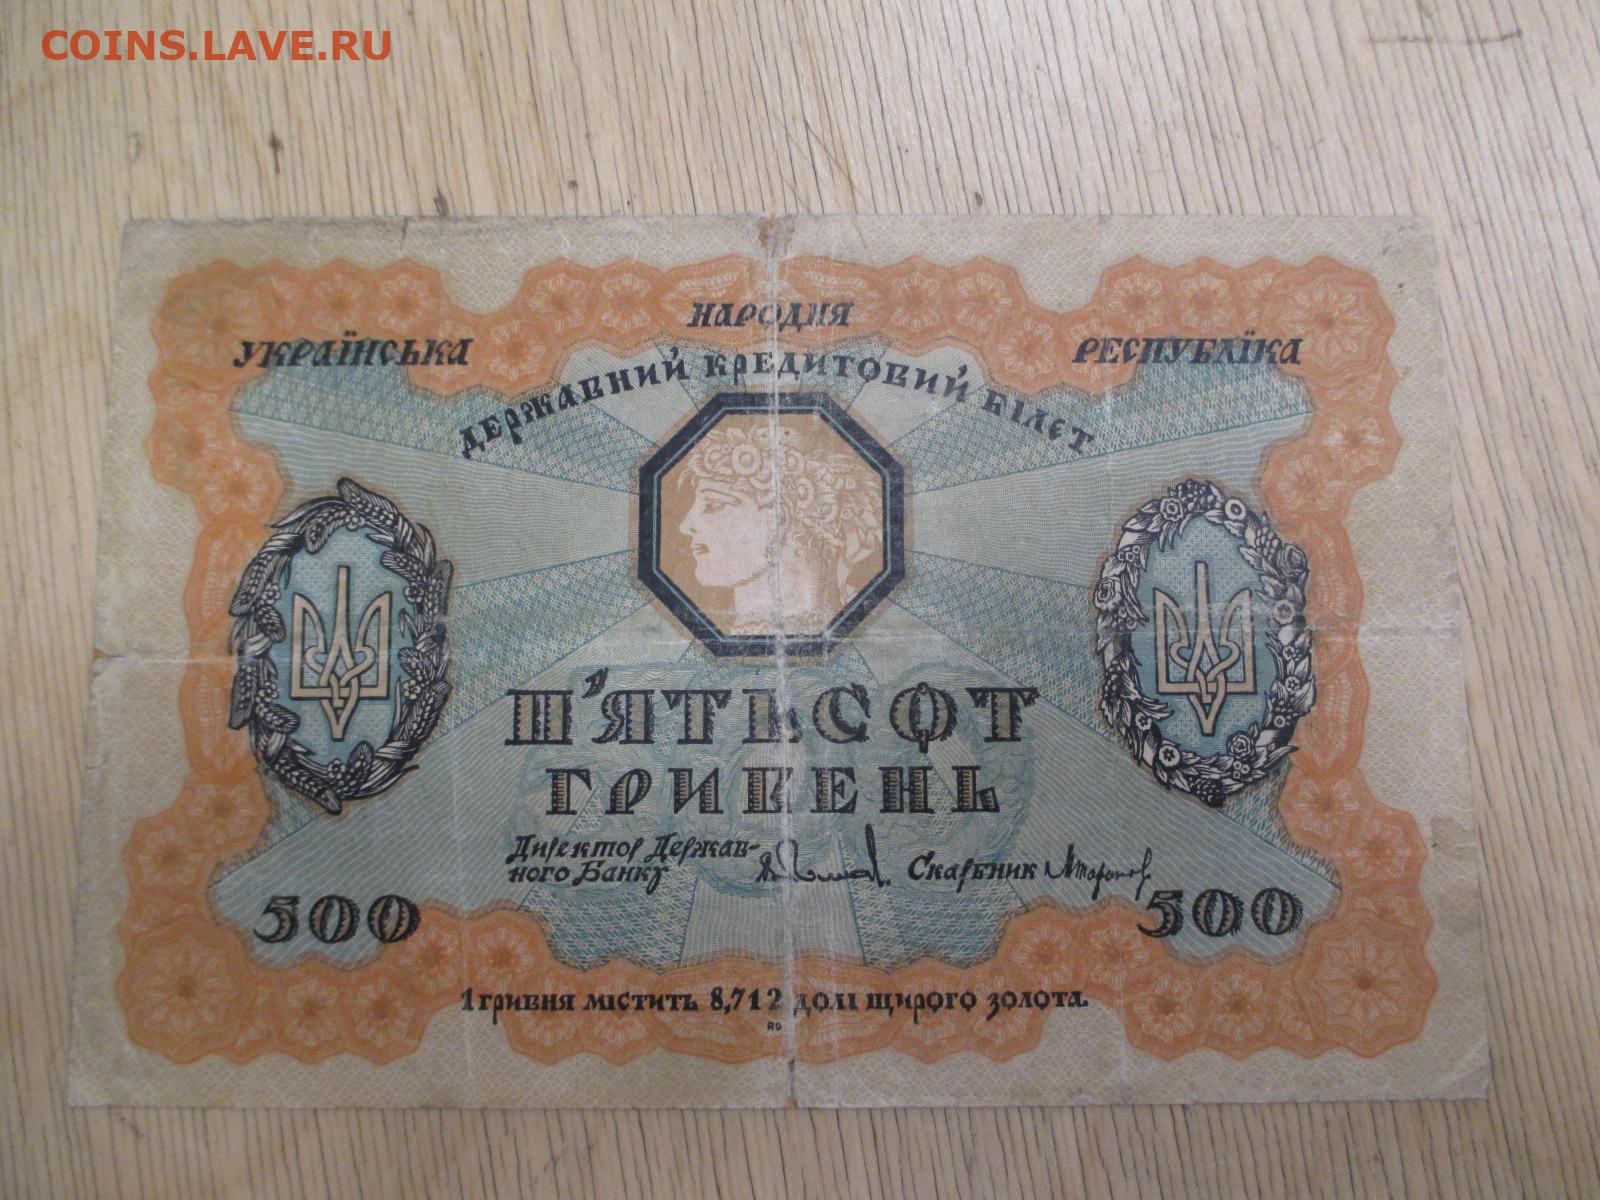 COINS.LAVE.RU
УКРАЇНСЬКА НАРОДНЯ РЕСПУБЛІКА
ДЕРЖАВНИЙ КРЕДИТОВИЙ БІЛЕТ
П'ЯТЬСОТ
ГРИВЕНЬ
Директор Держав-
ного Банку
Скарбник
500 500
1 гривня містить 8,712 долі щирого золота.